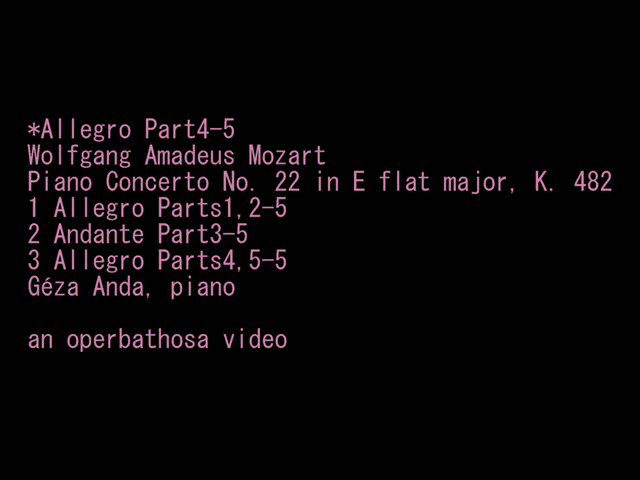 *Allegro Part4-5
Wolfgang Amadeus Mozart
Piano Concerto No. 22 in E flat major, K. 482
1 Allegro Parts1,2-5
2 Andante Part3-5
3 Allegro Parts4,5-5
Géza Anda, piano
an operbathosa video